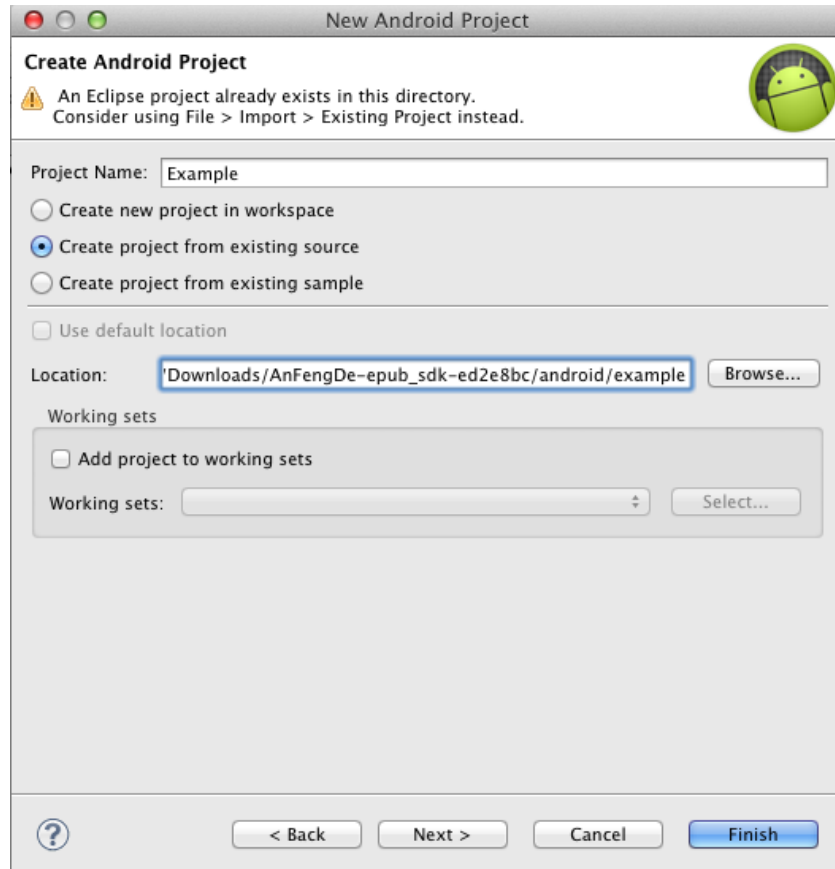 New Android Project
Create Android Project
An Eclipse project already exists in this directory.
Consider using File > Import > Existing Project instead.
Project Name: Example
Create new project in workspace
Create project from existing source
Create project from existing sample
Use default location
Location: 'Downloads/AnFengDe-epub_sdk-ed2e8bc/android/example Browse...
Working sets
Add project to working sets
Working sets: Select...
? < Back Next > Cancel Finish